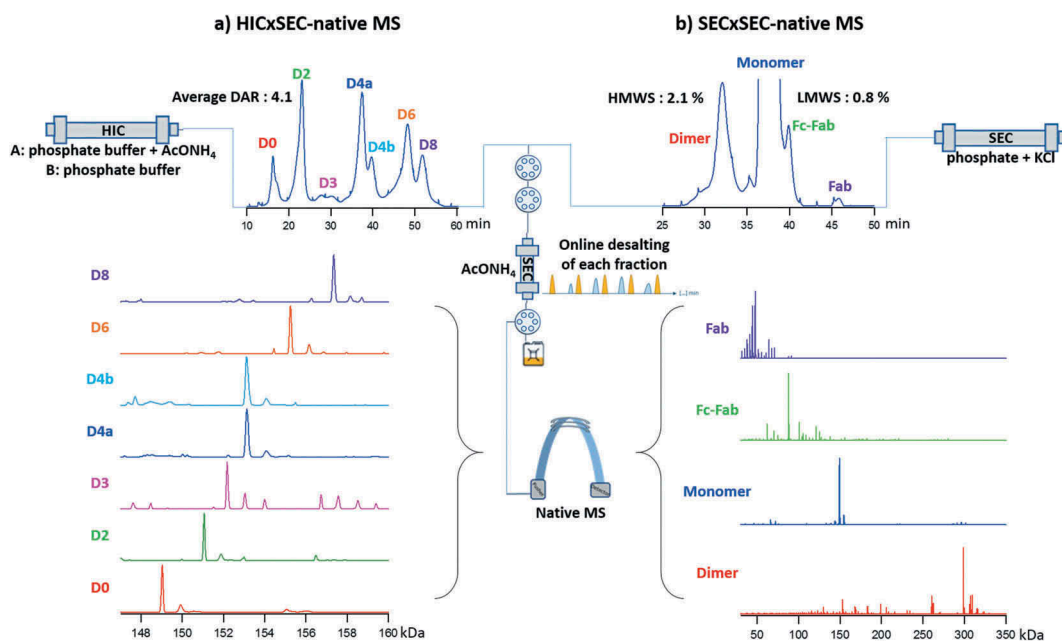 a) HICxSEC-native MS
b) SECxSEC-native MS
HIC
A: phosphate buffer + AcONH₄
B: phosphate buffer
Average DAR : 4.1
D0
D2
D3
D4a
D4b
D6
D8
10 20 30 40 50 60 min
HMWS : 2.1 %
Monomer
LMWS : 0.8 %
Dimer
Fc-Fab
Fab
25 30 35 40 45 50 min
SEC
phosphate + KCl
AcONH₄
SEC
Online desalting
of each fraction
Native MS
D8
D6
D4b
D4a
D3
D2
D0
148 150 152 154 156 158 160 kDa
Fab
Fc-Fab
Monomer
Dimer
50 100 150 200 250 300 350 kDa